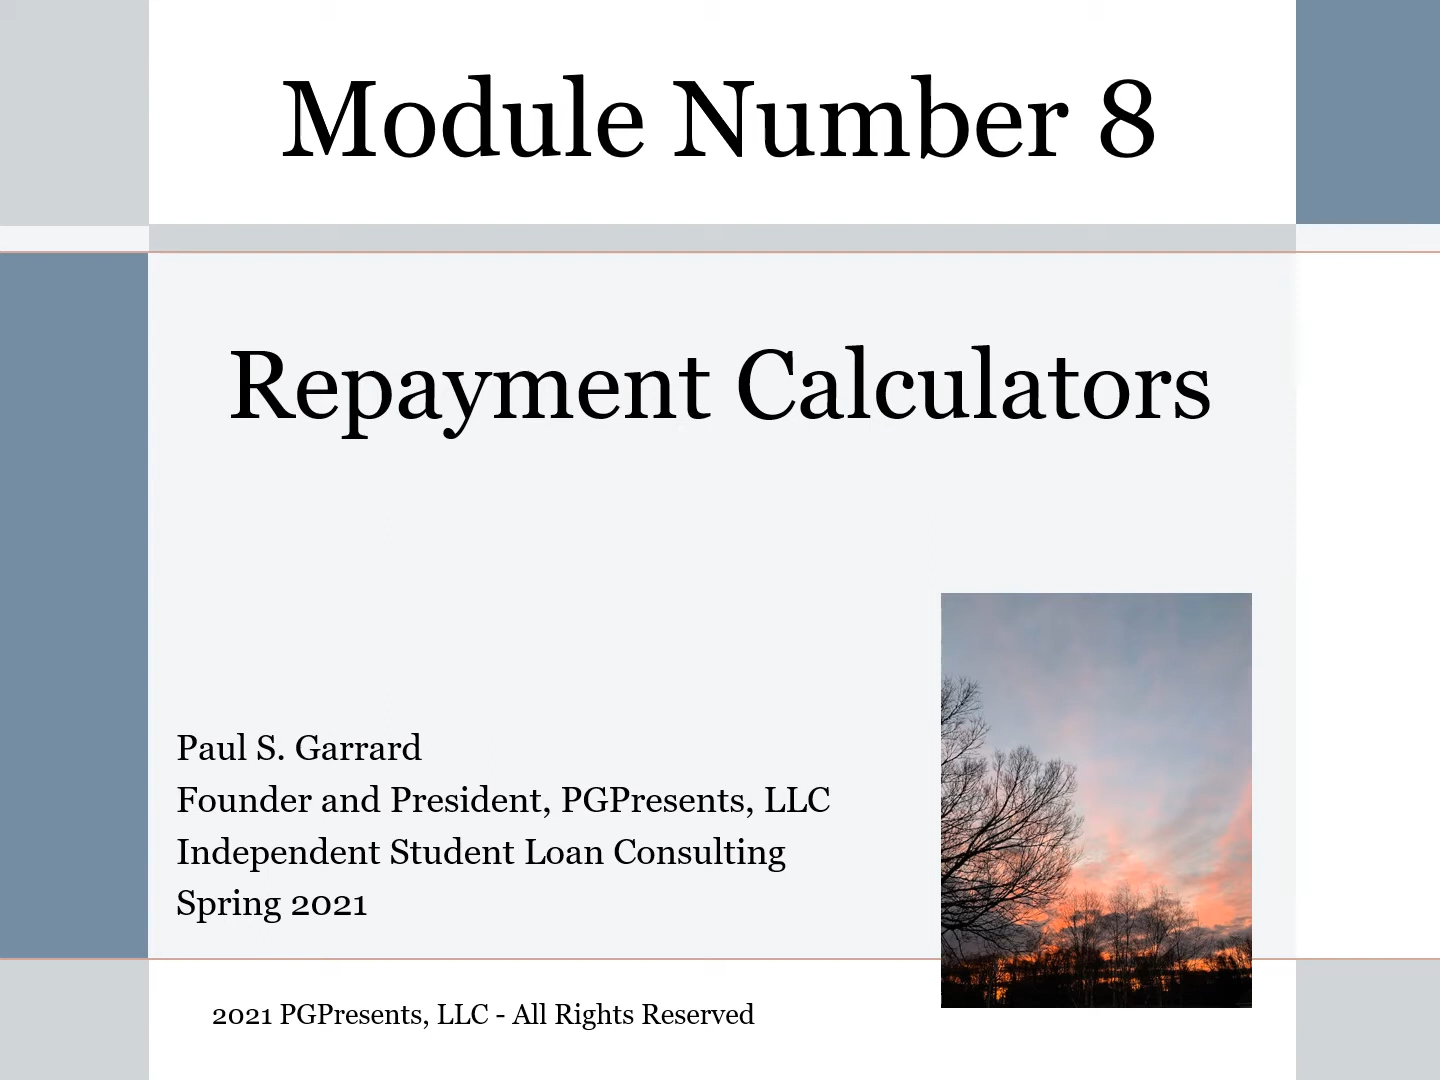 Module Number 8
Repayment Calculators
Paul S. Garrard
Founder and President, PGPresents, LLC
Independent Student Loan Consulting
Spring 2021
2021 PGPresents, LLC - All Rights Reserved